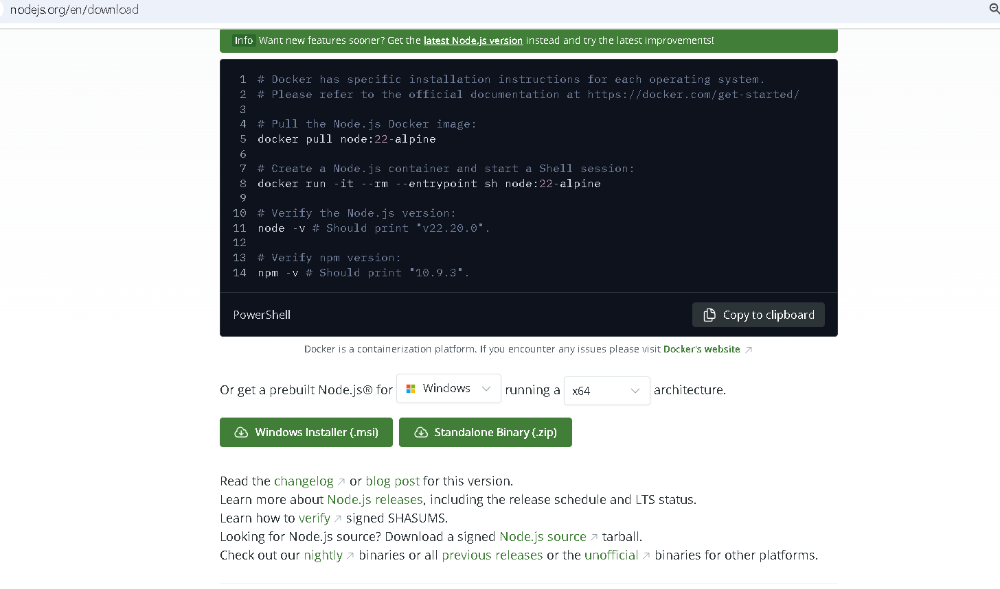 nodejs.org/en/download
Info Want new features sooner? Get the latest Node.js version instead and try the latest improvements!
1 # Docker has specific installation instructions for each operating system.
2 # Please refer to the official documentation at https://docker.com/get-started/
3
4 # Pull the Node.js Docker image:
5 docker pull node:22-alpine
6
7 # Create a Node.js container and start a Shell session:
8 docker run -it --rm --entrypoint sh node:22-alpine
9
10 # Verify the Node.js version:
11 node -v # Should print "v22.20.0".
12
13 # Verify npm version:
14 npm -v # Should print "10.9.3".
PowerShell Copy to clipboard
Docker is a containerization platform. If you encounter any issues please visit Docker's website
Or get a prebuilt Node.js® for Windows running a x64 architecture.
Windows Installer (.msi) Standalone Binary (.zip)
Read the changelog or blog post for this version.
Learn more about Node.js releases, including the release schedule and LTS status.
Learn how to verify signed SHASUMS.
Looking for Node.js source? Download a signed Node.js source tarball.
Check out our nightly binaries or all previous releases or the unofficial binaries for other platforms.